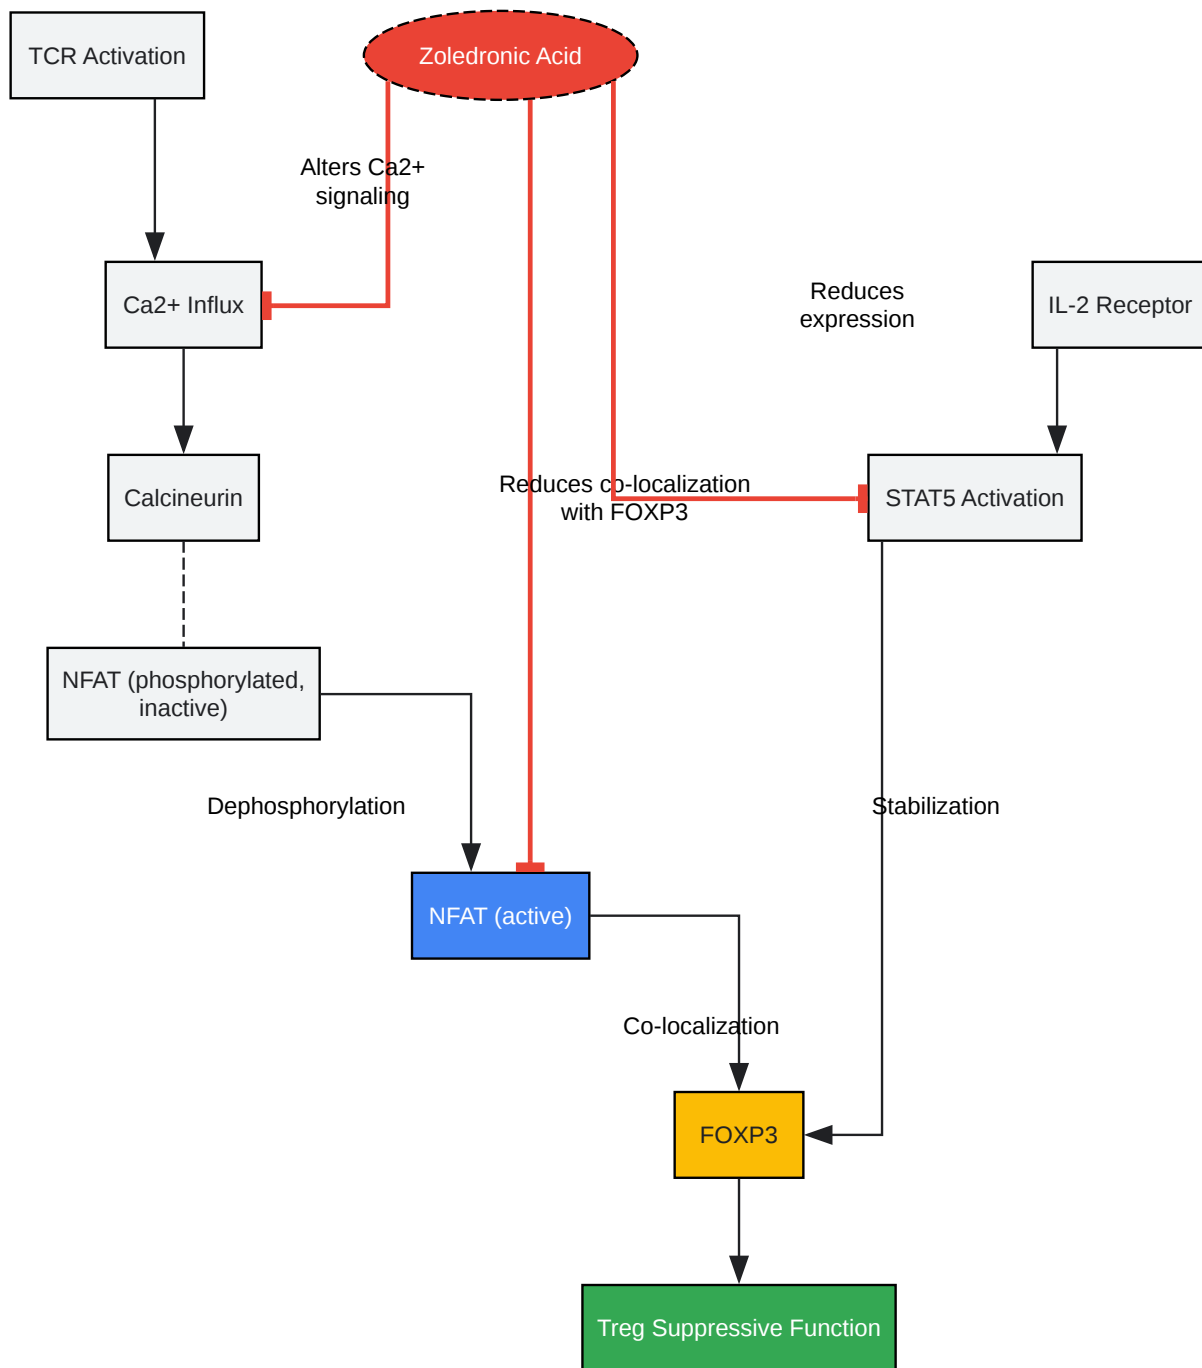 TCR Activation
Zoledronic Acid
Alters Ca2+
signaling
Ca2+ Influx
Reduces
expression
IL-2 Receptor
Calcineurin
Reduces co-localization
with FOXP3
STAT5 Activation
NFAT (phosphorylated,
inactive)
Dephosphorylation
Stabilization
NFAT (active)
Co-localization
FOXP3
Treg Suppressive Function